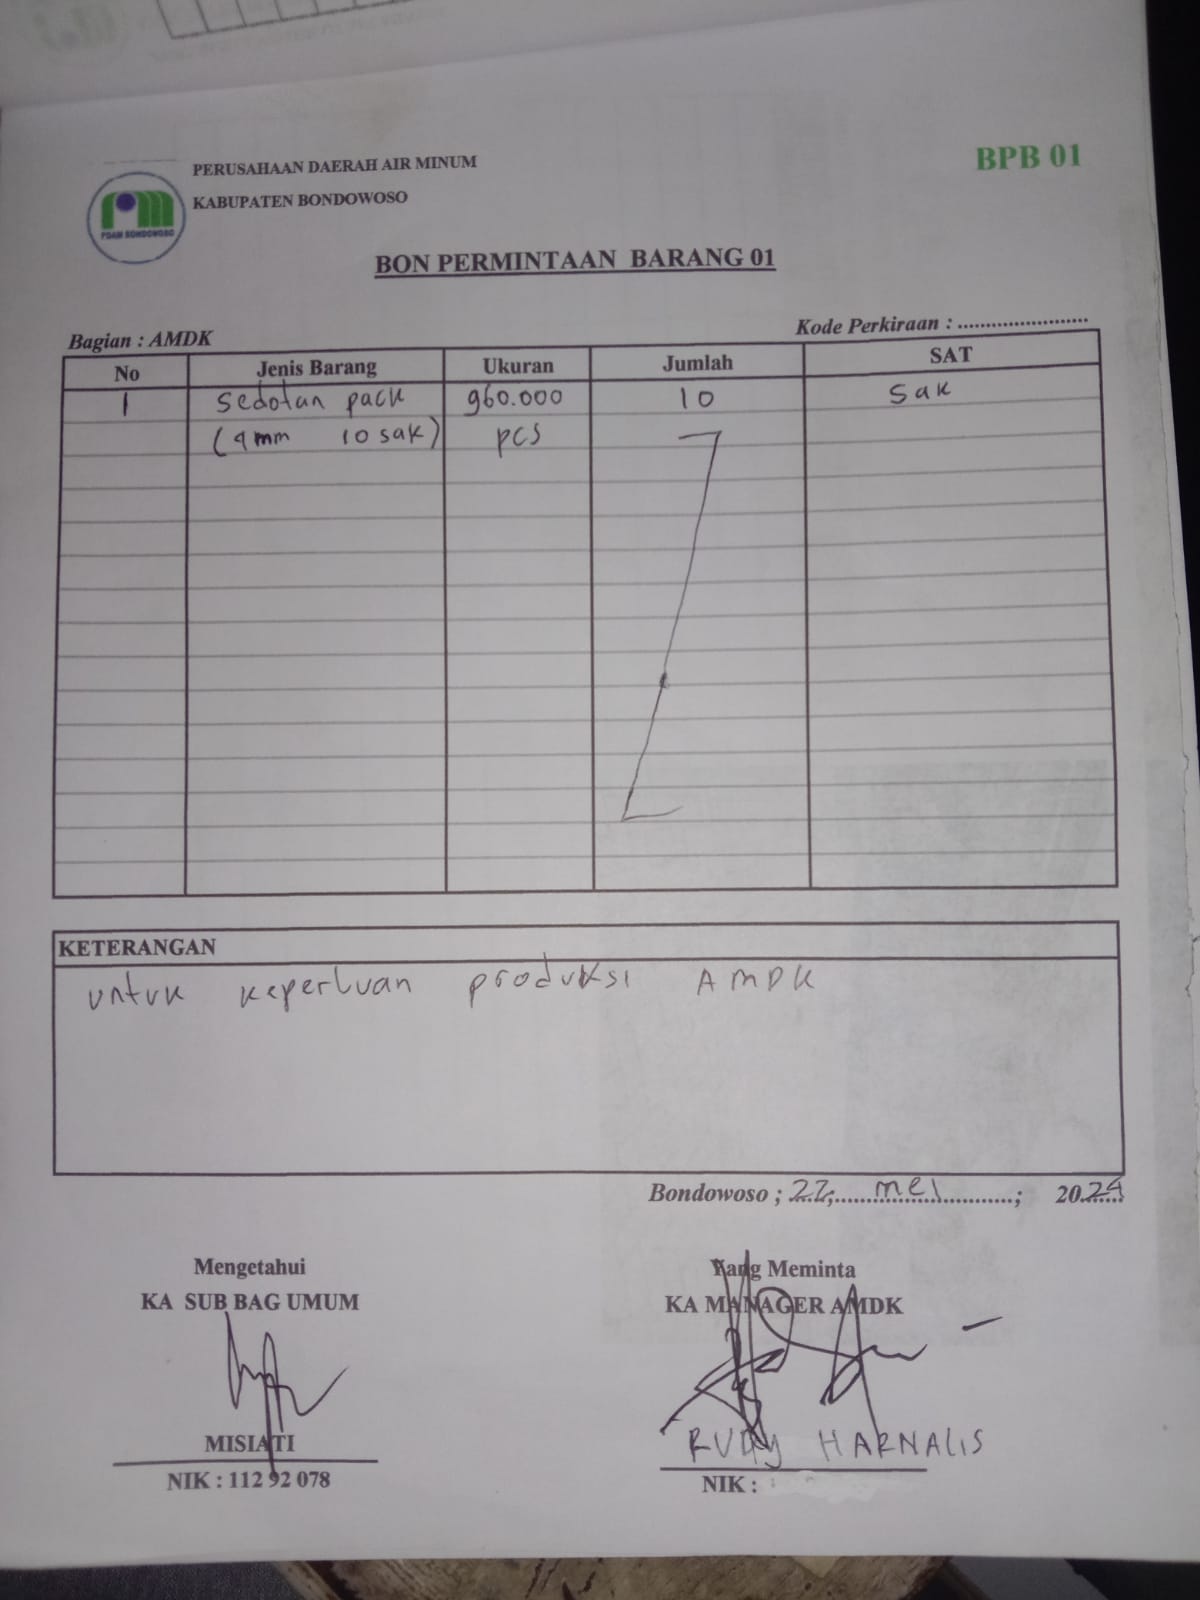 PERUSAHAAN DAERAH AIR MINUM
KABUPATEN BONDOWOSO
BPB 01
PDAM BONDOWOSO
BON PERMINTAAN BARANG 01
Bagian : AMDK
Kode Perkiraan : ........................
No Jenis Barang Ukuran Jumlah SAT
1 Sedotan pack 960.000 10 Sak
(4mm 10 sak) pcs
KETERANGAN
untuk keperluan produksi AMDK
Bondowoso ; 22, mei ; 2024
Mengetahui Yang Meminta
KA SUB BAG UMUM KA MANAGER AMDK
MISIATI RUDY HARNALIS
NIK : 112 92 078 NIK :